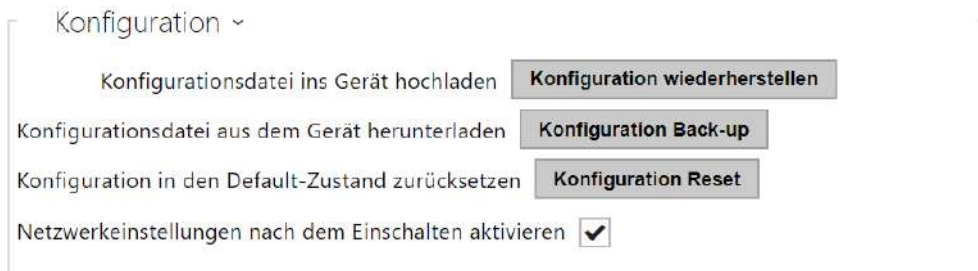 Konfiguration
Konfigurationsdatei ins Gerät hochladen Konfiguration wiederherstellen
Konfigurationsdatei aus dem Gerät herunterladen Konfiguration Back-up
Konfiguration in den Default-Zustand zurücksetzen Konfiguration Reset
Netzwerkeinstellungen nach dem Einschalten aktivieren